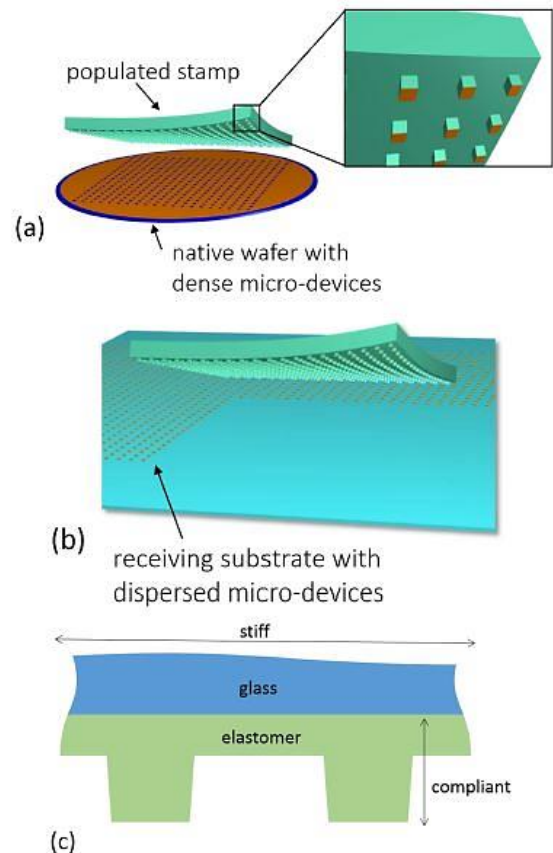 populated stamp
(a)
native wafer with
dense micro-devices
(b)
receiving substrate with
dispersed micro-devices
stiff
glass
elastomer
compliant
(c)